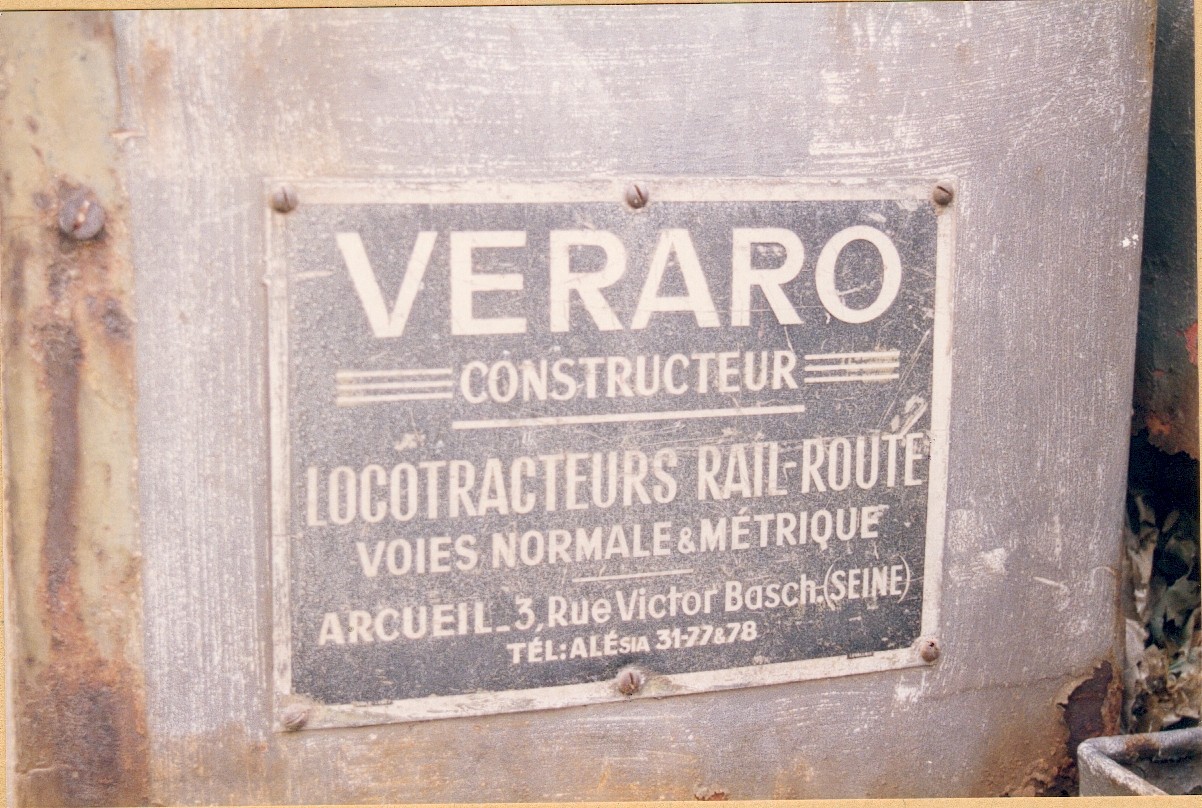 VERARO
CONSTRUCTEUR
LOCOTRACTEURS RAIL-ROUTE
VOIES NORMALE & MÉTRIQUE
ARCUEIL_3, Rue Victor Basch.(SEINE)
TÉL: ALÉSIA 31-77&78